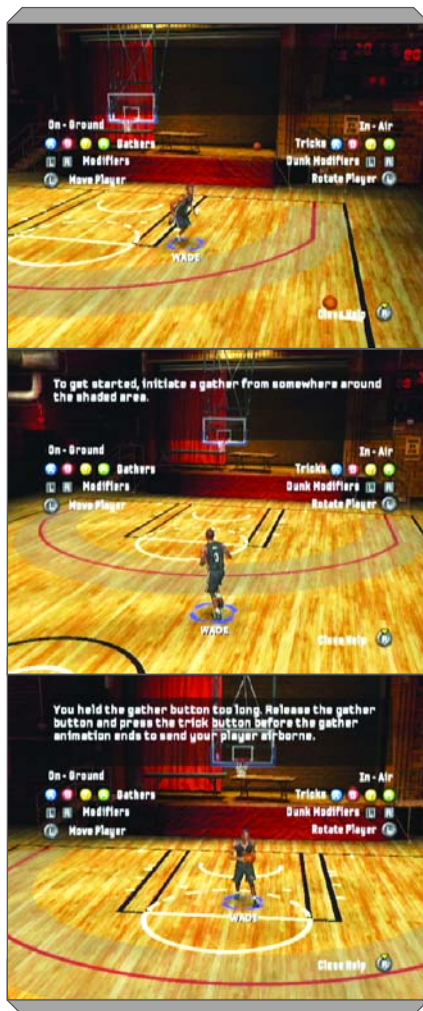 On-Ground In-Air
X B Y A Gathers Tricks X B Y A
L R Modifiers Dunk Modifiers L R
L Move Player Rotate Player L
WADE
Close Help R
To get started, initiate a gather from somewhere around
the shaded area.
On-Ground In-Air
X B Y A Gathers Tricks X B Y A
L R Modifiers Dunk Modifiers L R
L Move Player Rotate Player L
3
WADE
Close Help R
You held the gather button too long. Release the gather
button and press the trick button before the gather
animation ends to send your player airborne.
On-Ground In-Air
X B Y A Gathers Tricks X B Y A
L R Modifiers Dunk Modifiers L R
L Move Player Rotate Player L
WADE
Close Help R